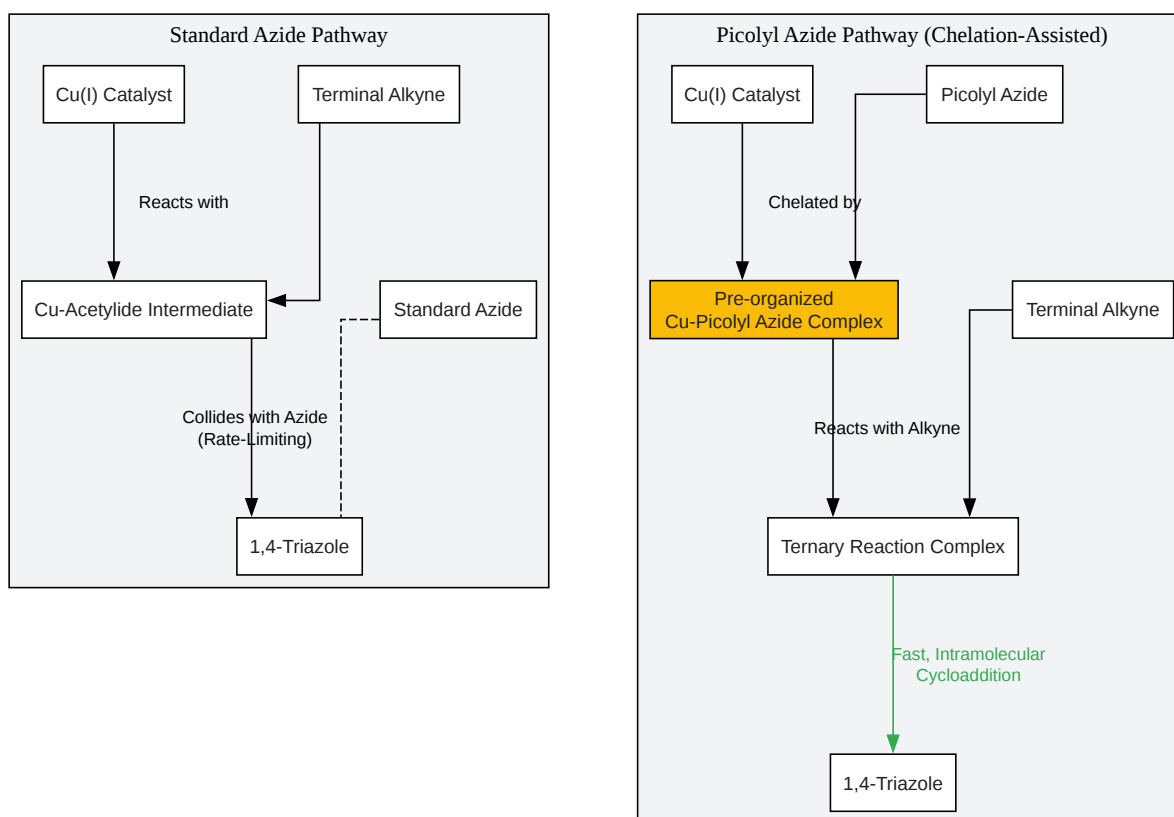 Standard Azide Pathway
Cu(I) Catalyst
Terminal Alkyne
Reacts with
Cu-Acetylide Intermediate
Standard Azide
Collides with Azide
(Rate-Limiting)
1,4-Triazole
Picolyl Azide Pathway (Chelation-Assisted)
Cu(I) Catalyst
Picolyl Azide
Chelated by
Pre-organized
Cu-Picolyl Azide Complex
Terminal Alkyne
Reacts with Alkyne
Ternary Reaction Complex
Fast, Intramolecular
Cycloaddition
1,4-Triazole